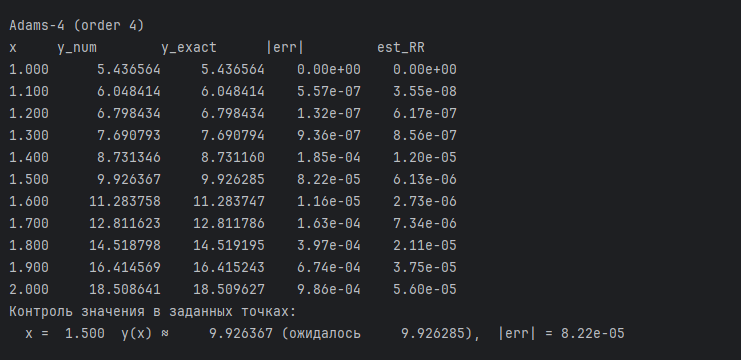 Adams-4 (order 4)
x     y_num        y_exact      |err|         est_RR
1.000      5.436564     5.436564    0.00e+00   0.00e+00
1.100      6.048414     6.048414    5.57e-07   3.55e-08
1.200      6.798434     6.798434    1.32e-07   6.17e-07
1.300      7.690793     7.690794    9.36e-07   8.56e-07
1.400      8.731346     8.731160    1.85e-04   1.20e-05
1.500      9.926367     9.926285    8.22e-05   6.13e-06
1.600     11.283758    11.283747    1.16e-05   2.73e-06
1.700     12.811623    12.811786    1.63e-04   7.34e-06
1.800     14.518798    14.519195    3.97e-04   2.11e-05
1.900     16.414569    16.415243    6.74e-04   3.75e-05
2.000     18.508641    18.509627    9.86e-04   5.60e-05
Контроль значения в заданных точках:
  x =  1.500  y(x) ≈     9.926367 (ожидалось     9.926285),  |err| = 8.22e-05